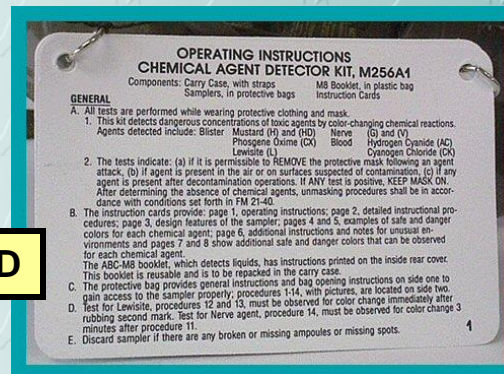 OPERATING INSTRUCTIONS
CHEMICAL AGENT DETECTOR KIT, M256A1
Components: Carry Case, with straps M8 Booklet, in plastic bag
Samplers, in protective bags Instruction Cards
GENERAL
A. All tests are performed while wearing protective clothing and mask.
1. This kit detects dangerous concentrations of toxic agents by color-changing chemical reactions.
Agents detected include: Blister Mustard (H) and (HD) Nerve (G) and (V)
Phosgene Oxime (CX) Blood Hydrogen Cyanide (AC)
Lewisite (L) Cyanogen Chloride (CK)
2. The tests indicate: (a) if it is permissible to REMOVE the protective mask following an agent
attack, (b) if agent is present in the air or on surfaces suspected of contamination, (c) if any
agent is present after decontamination operations. If ANY test is positive, KEEP MASK ON.
After determining the absence of chemical agents, unmasking procedures shall be in accor-
dance with conditions set forth in FM 21-40.
B. The instruction cards provide: page 1, operating instructions; page 2, detailed instructional pro-
cedures; page 3, design features of the sampler; pages 4 and 5, examples of safe and danger
colors for each chemical agent; page 6, additional instructions and notes for unusual en-
vironments and pages 7 and 8 show additional safe and danger colors that can be observed
for each chemical agent.
The ABC-M8 booklet, which detects liquids, has instructions printed on the inside rear cover.
This booklet is reusable and is to be repacked in the carry case.
C. The protective bag provides general instructions and bag opening instructions on side one to
gain access to the sampler properly; procedures 1-14, with pictures, are located on side two.
D. Test for Lewisite, procedures 12 and 13, must be observed for color change immediately after
rubbing second mark. Test for Nerve agent, procedure 14, must be observed for color change 3
minutes after procedure 11.
E. Discard sampler if there are any broken or missing ampoules or missing spots.
1
D